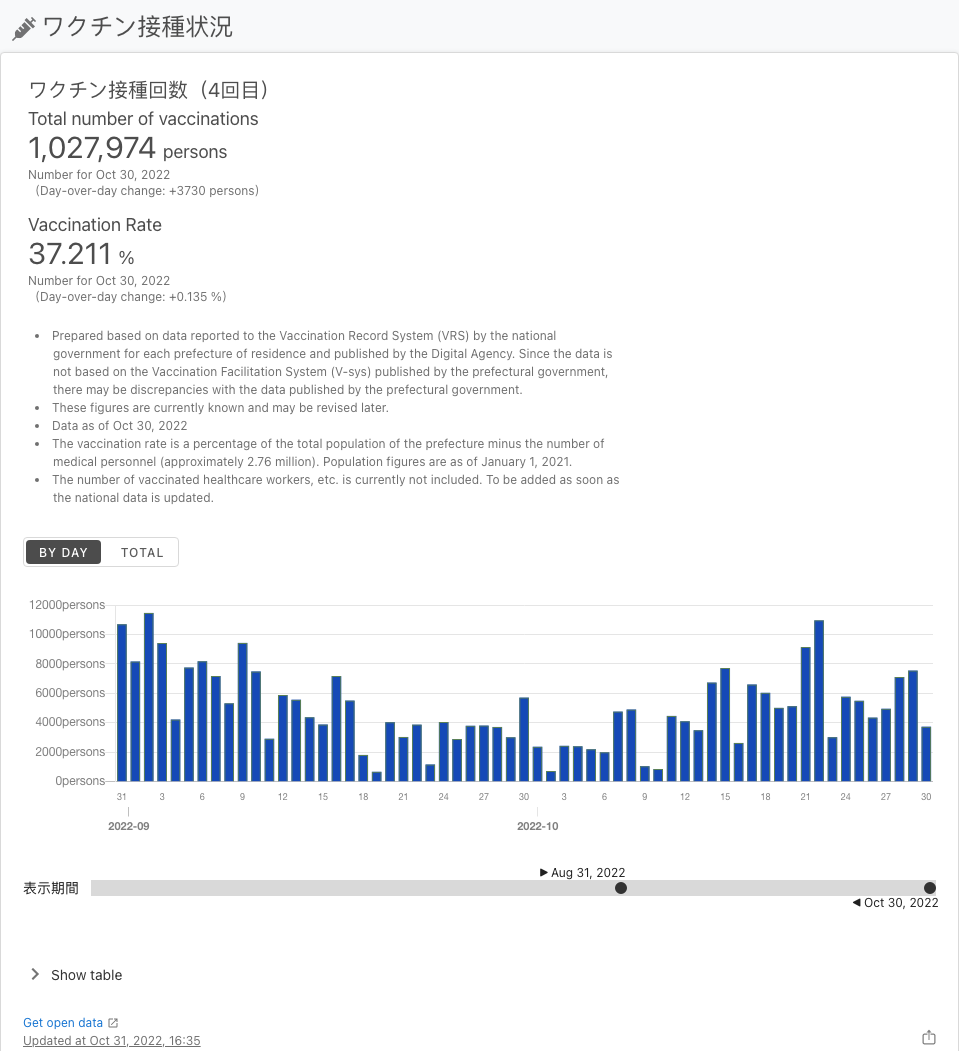 ワクチン接種状況
ワクチン接種回数（4回目）
Total number of vaccinations
1,027,974 persons
Number for Oct 30, 2022
（Day-over-day change: +3730 persons）
Vaccination Rate
37.211 %
Number for Oct 30, 2022
（Day-over-day change: +0.135 %）
• Prepared based on data reported to the Vaccination Record System (VRS) by the national
government for each prefecture of residence and published by the Digital Agency. Since the data is
not based on the Vaccination Facilitation System (V-sys) published by the prefectural government,
there may be discrepancies with the data published by the prefectural government.
• These figures are currently known and may be revised later.
• Data as of Oct 30, 2022
• The vaccination rate is a percentage of the total population of the prefecture minus the number of
medical personnel (approximately 2.76 million). Population figures are as of January 1, 2021.
• The number of vaccinated healthcare workers, etc. is currently not included. To be added as soon as
the national data is updated.
BY DAY TOTAL
12000persons
10000persons
8000persons
6000persons
4000persons
2000persons
0persons
31 3 6 9 12 15 18 21 24 27 30 3 6 9 12 15 18 21 24 27 30
2022-09 2022-10
▶ Aug 31, 2022
表示期間
◀ Oct 30, 2022
Show table
Get open data
Updated at Oct 31, 2022, 16:35